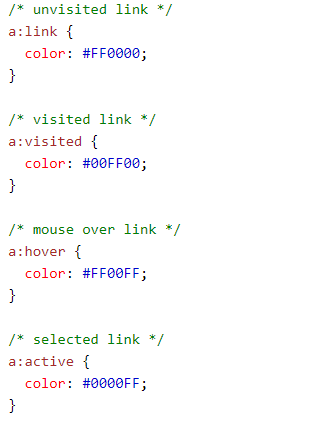 /* unvisited link */
a:link {
  color: #FF0000;
}

/* visited link */
a:visited {
  color: #00FF00;
}

/* mouse over link */
a:hover {
  color: #FF00FF;
}

/* selected link */
a:active {
  color: #0000FF;
}